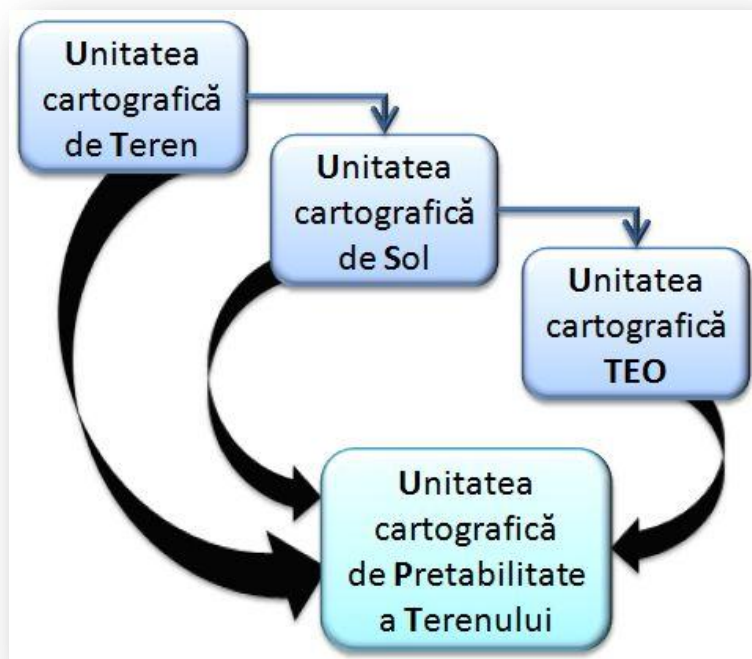 Unitatea
cartografică
de Teren
Unitatea
cartografică
de Sol
Unitatea
cartografică
TEO
Unitatea
cartografică
de Pretabilitate
a Terenului